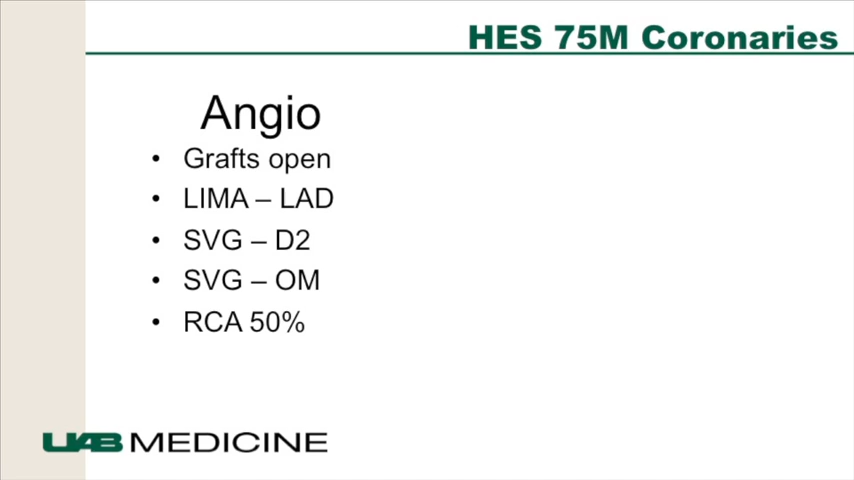 HES 75M Coronaries
Angio
• Grafts open
• LIMA – LAD
• SVG – D2
• SVG – OM
• RCA 50%
UAB MEDICINE